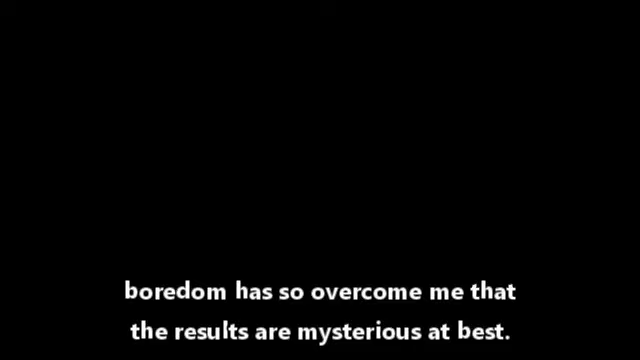 boredom has so overcome me that
the results are mysterious at best.